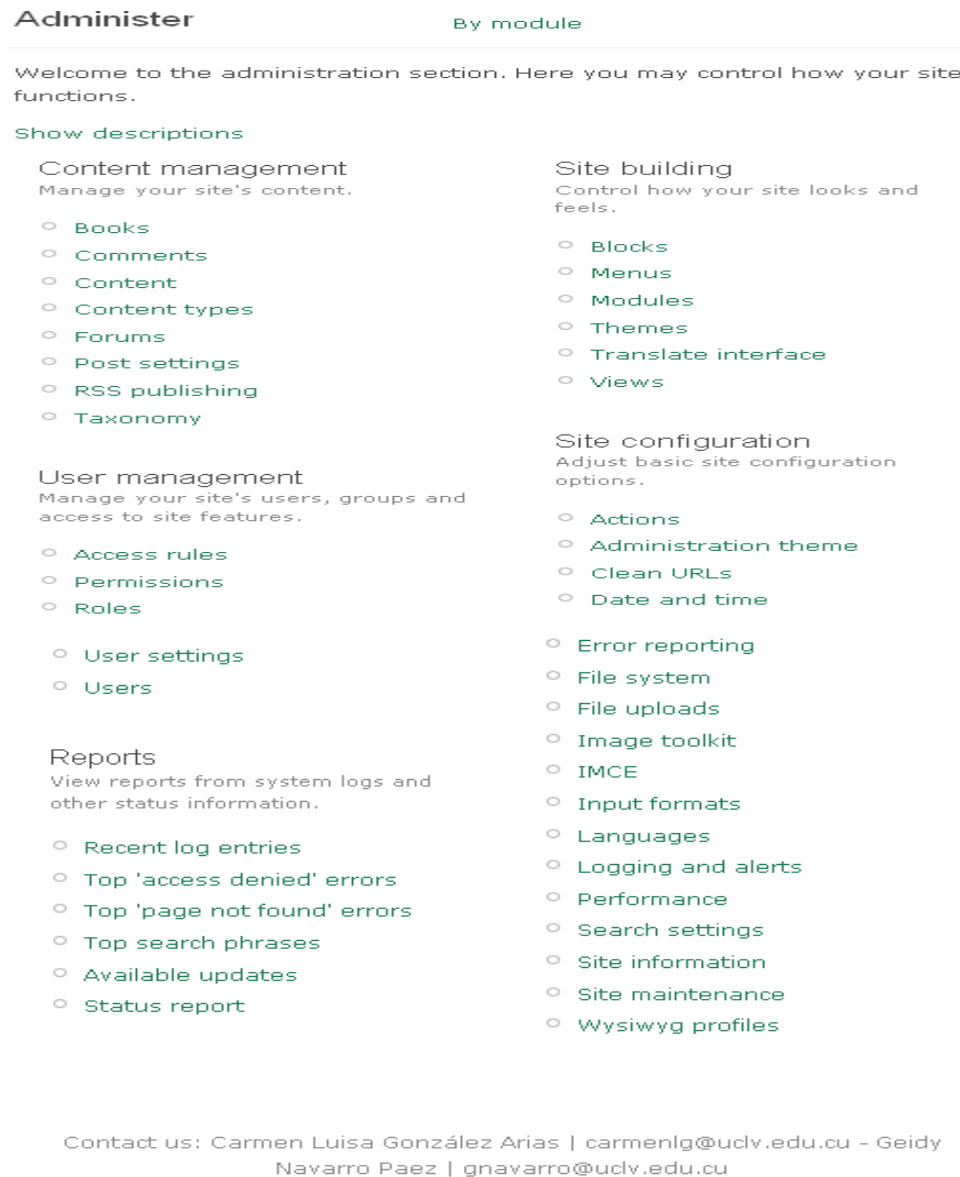 Administer
By module
Welcome to the administration section. Here you may control how your site
functions.
Show descriptions
Content management
Manage your site's content.
Books
Comments
Content
Content types
Forums
Post settings
RSS publishing
Taxonomy
User management
Manage your site's users, groups and
access to site features.
Access rules
Permissions
Roles
User settings
Users
Reports
View reports from system logs and
other status information.
Recent log entries
Top 'access denied' errors
Top 'page not found' errors
Top search phrases
Available updates
Status report
Site building
Control how your site looks and
feels.
Blocks
Menus
Modules
Themes
Translate interface
Views
Site configuration
Adjust basic site configuration
options.
Actions
Administration theme
Clean URLs
Date and time
Error reporting
File system
File uploads
Image toolkit
IMCE
Input formats
Languages
Logging and alerts
Performance
Search settings
Site information
Site maintenance
Wysiwyg profiles
Contact us: Carmen Luisa González Arias | carmenlg@uclv.edu.cu - Geidy
Navarro Paez | gnavarro@uclv.edu.cu